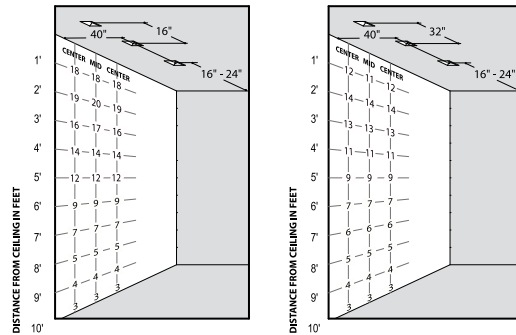 40" 16"
16" - 24"
CENTER MID CENTER
1' 18 18 18
2' 19 20 19
3' 16 17 16
4' 14 14 14
5' 12 12 12
6' 9 9 9
7' 7 7 7
8' 5 5 5
9' 4 4 4
10' 3 3 3
DISTANCE FROM CEILING IN FEET
40" 32"
16" - 24"
CENTER MID CENTER
1' 12 11 12
2' 14 14 14
3' 13 13 13
4' 11 11 11
5' 9 9 9
6' 7 7 7
7' 6 6 6
8' 5 5 5
9' 4 4 4
10' 3 3 3
DISTANCE FROM CEILING IN FEET